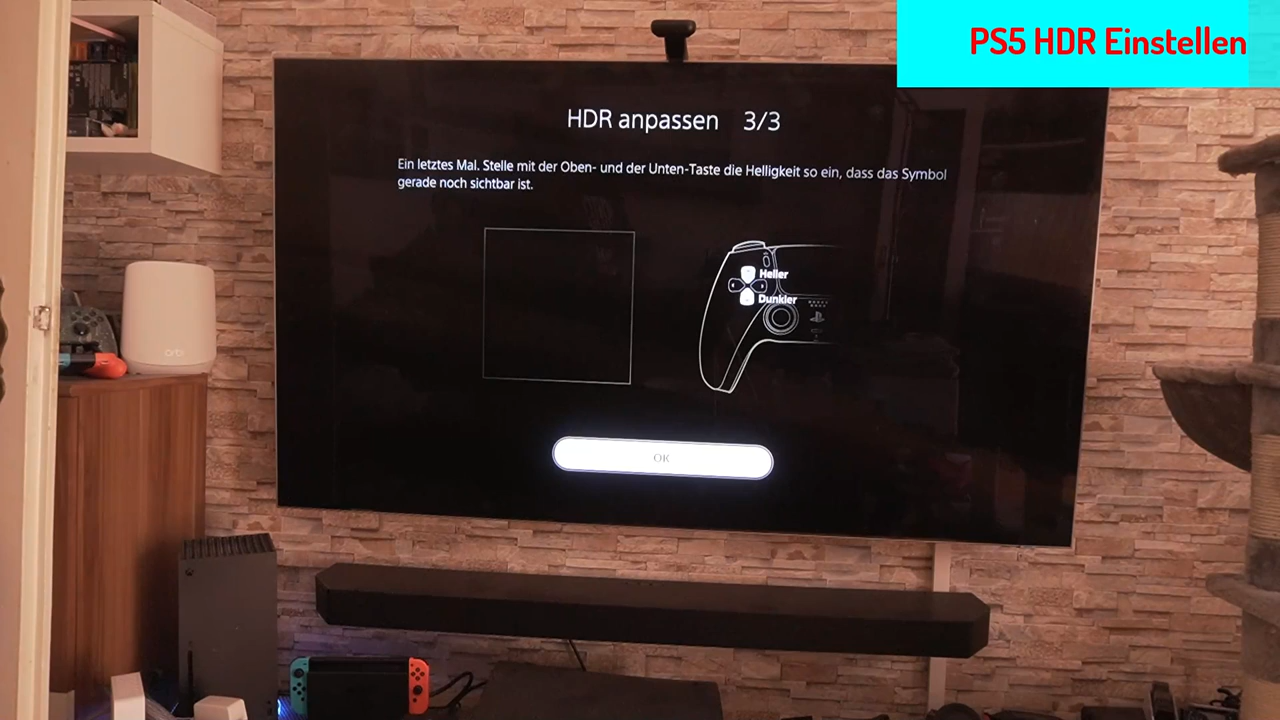 PS5 HDR Einstellen
HDR anpassen 3/3
Ein letztes Mal. Stelle mit der Oben- und der Unten-Taste die Helligkeit so ein, dass das Symbol
gerade noch sichtbar ist.
Heller
Dunkler
OK
orbi